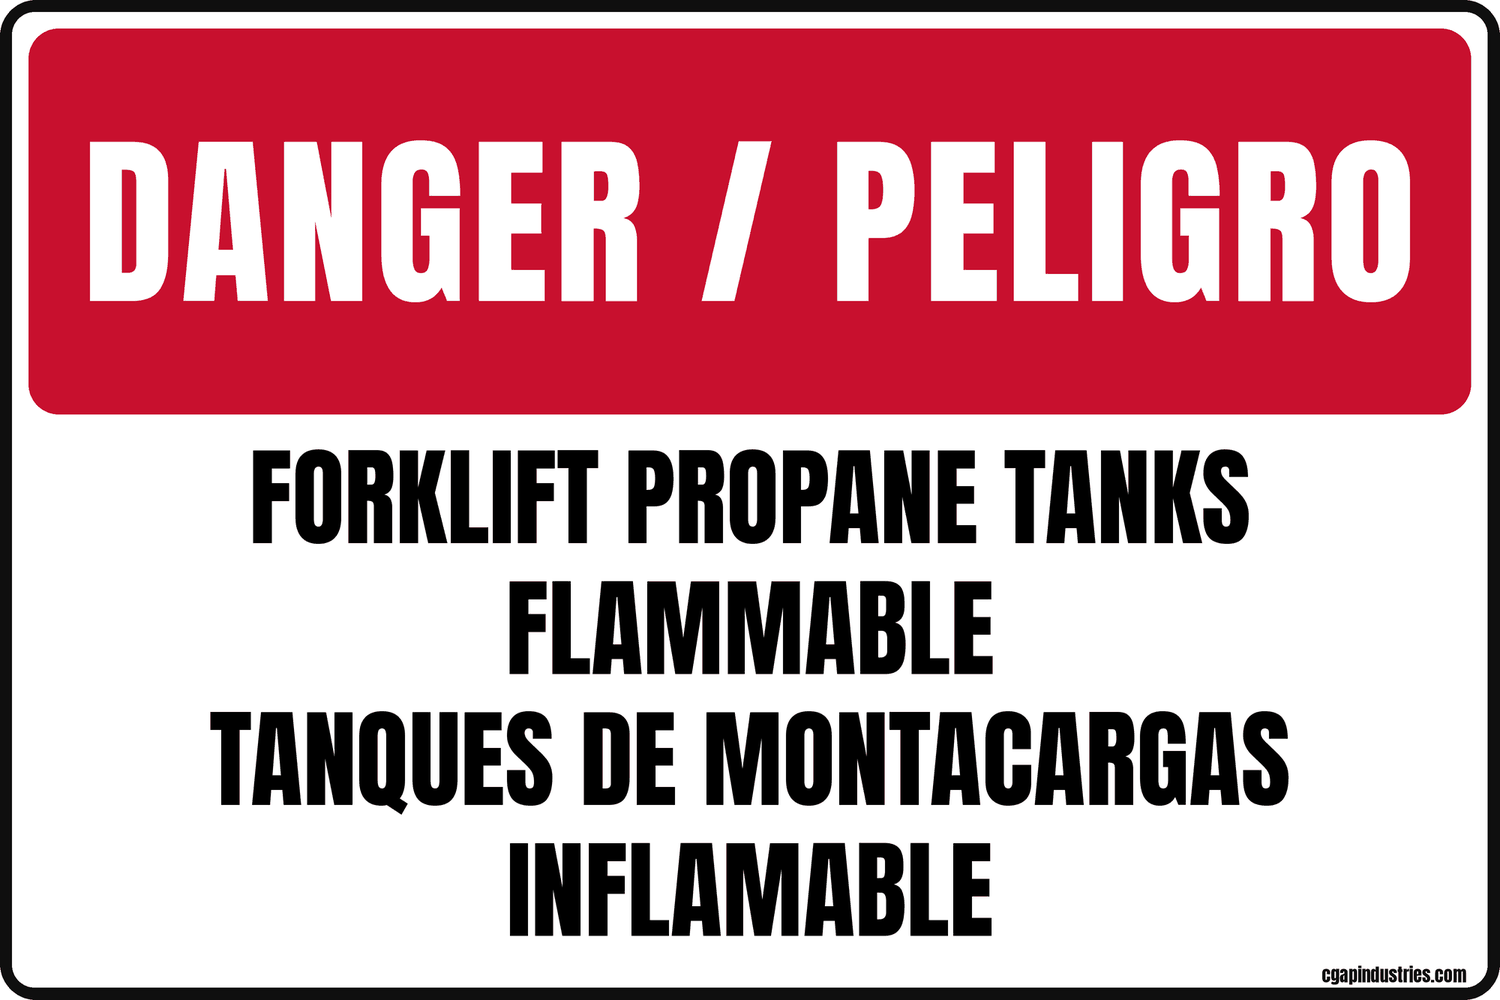 DANGER / PELIGRO
FORKLIFT PROPANE TANKS
FLAMMABLE
TANQUES DE MONTACARGAS
INFLAMABLE
cgapindustries.com